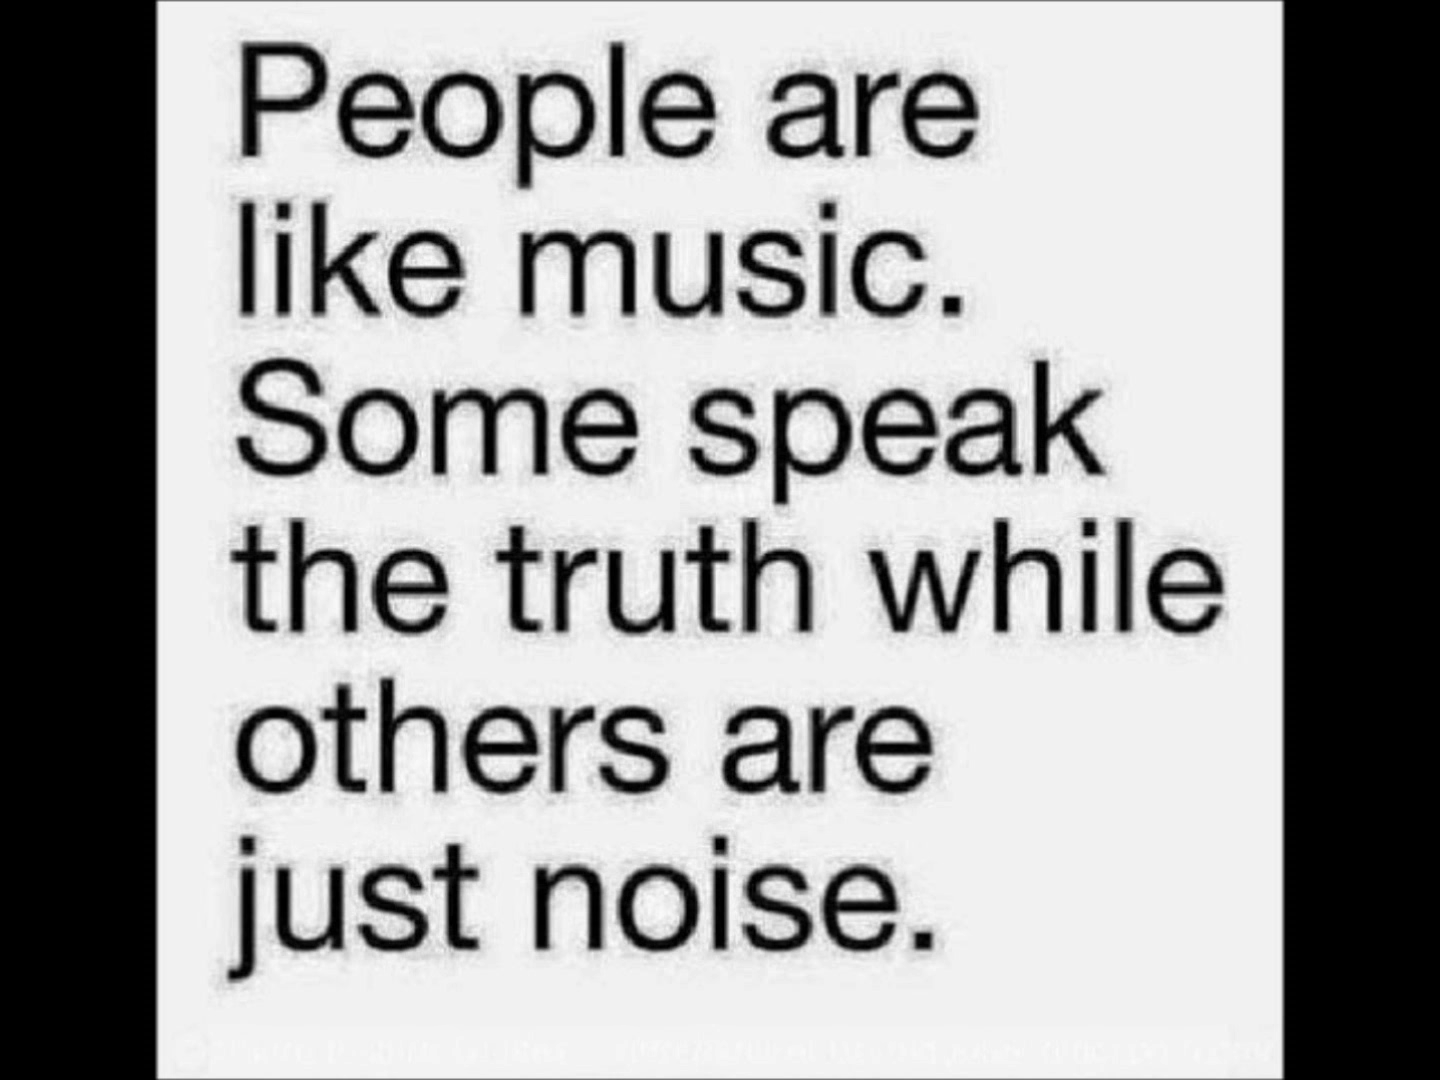 People are
like music.
Some speak
the truth while
others are
just noise.